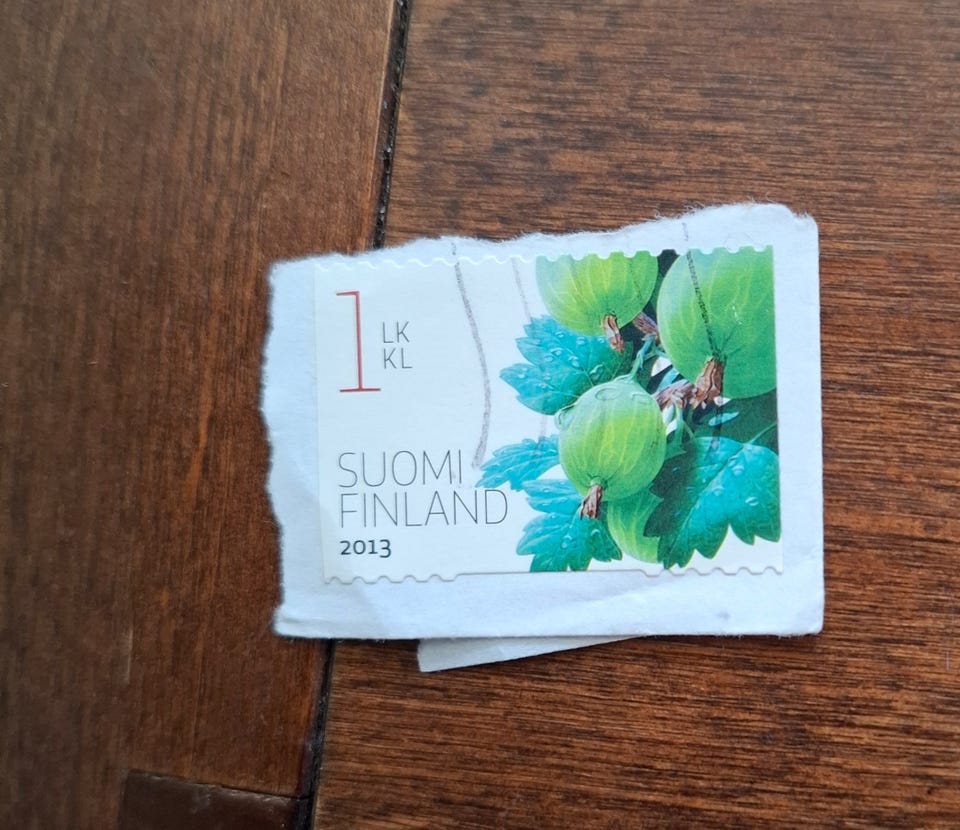 1 LK
KL
SUOMI
FINLAND
2013